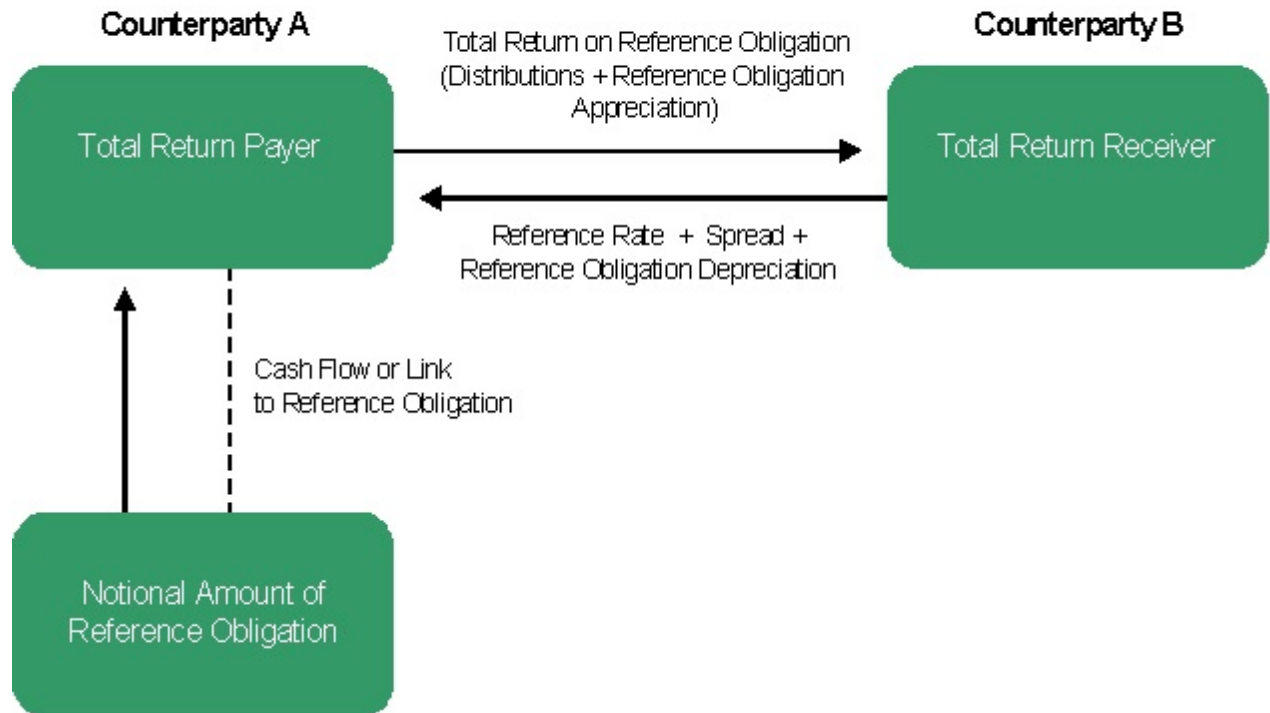 Counterparty A
Counterparty B
Total Return on Reference Obligation
(Distributions + Reference Obligation
Appreciation)
Total Return Payer
Total Return Receiver
Reference Rate + Spread +
Reference Obligation Depreciation
Cash Flow or Link
to Reference Obligation
Notional Amount of
Reference Obligation